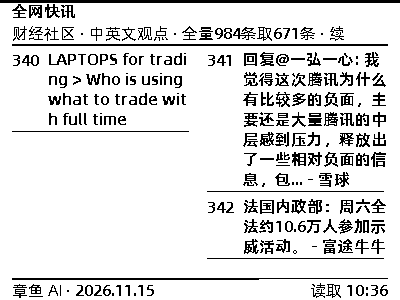 全网快讯
财经社区 · 中英文观点 · 全量984条取671条 · 续
340 LAPTOPS for tradi
ng > Who is using
what to trade wit
h full time
341 回复@一弘一心: 我
觉得这次腾讯为什么
有比较多的负面，主
要还是大量腾讯的中
层感到压力，释放出
了一些相对负面的信
息，包... – 雪球
342 法国内政部：周六全
法约10.6万人参加示
威活动。 – 富途牛牛
章鱼 AI · 2026.11.15
读取 10:36